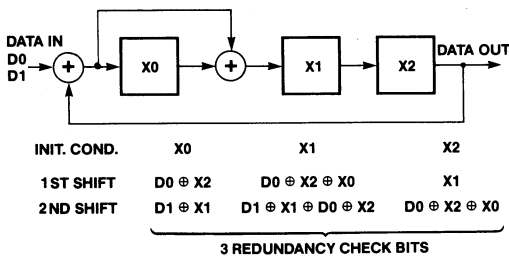 DATA IN
D0
D1
+
X0
+
X1
X2
DATA OUT
INIT. COND. X0 X1 X2
1ST SHIFT D0 ⊕ X2 D0 ⊕ X2 ⊕ X0 X1
2ND SHIFT D1 ⊕ X1 D1 ⊕ X1 ⊕ D0 ⊕ X2 D0 ⊕ X2 ⊕ X0
3 REDUNDANCY CHECK BITS